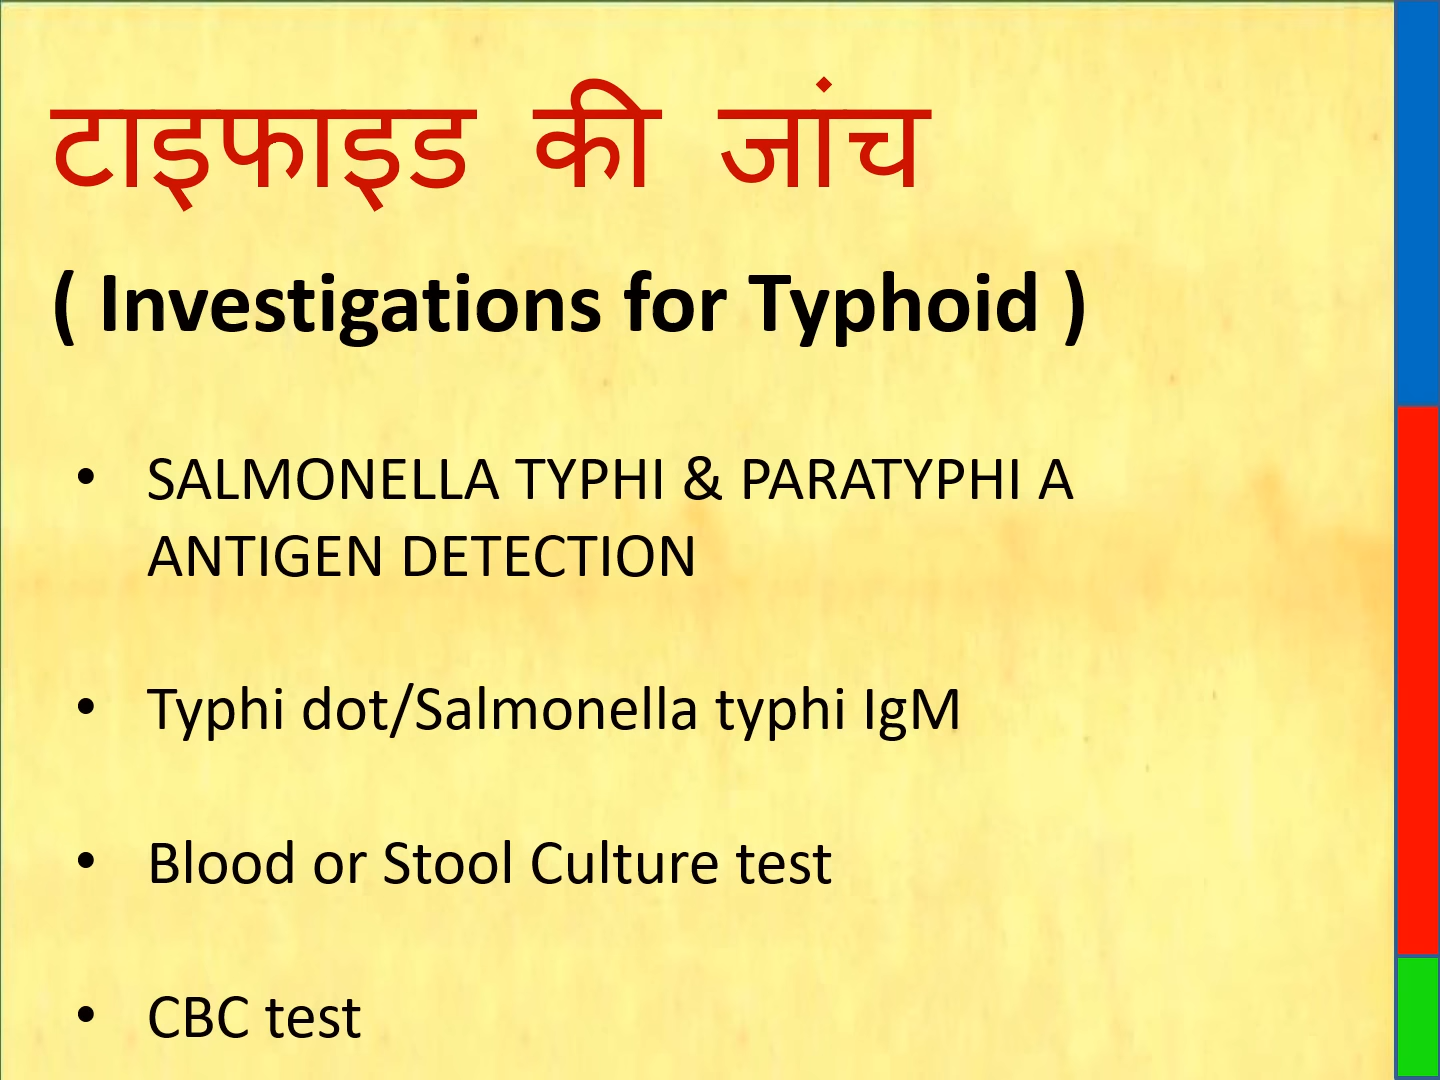 टाइफाइड की जांच
( Investigations for Typhoid )
• SALMONELLA TYPHI & PARATYPHI A
ANTIGEN DETECTION
• Typhi dot/Salmonella typhi IgM
• Blood or Stool Culture test
• CBC test